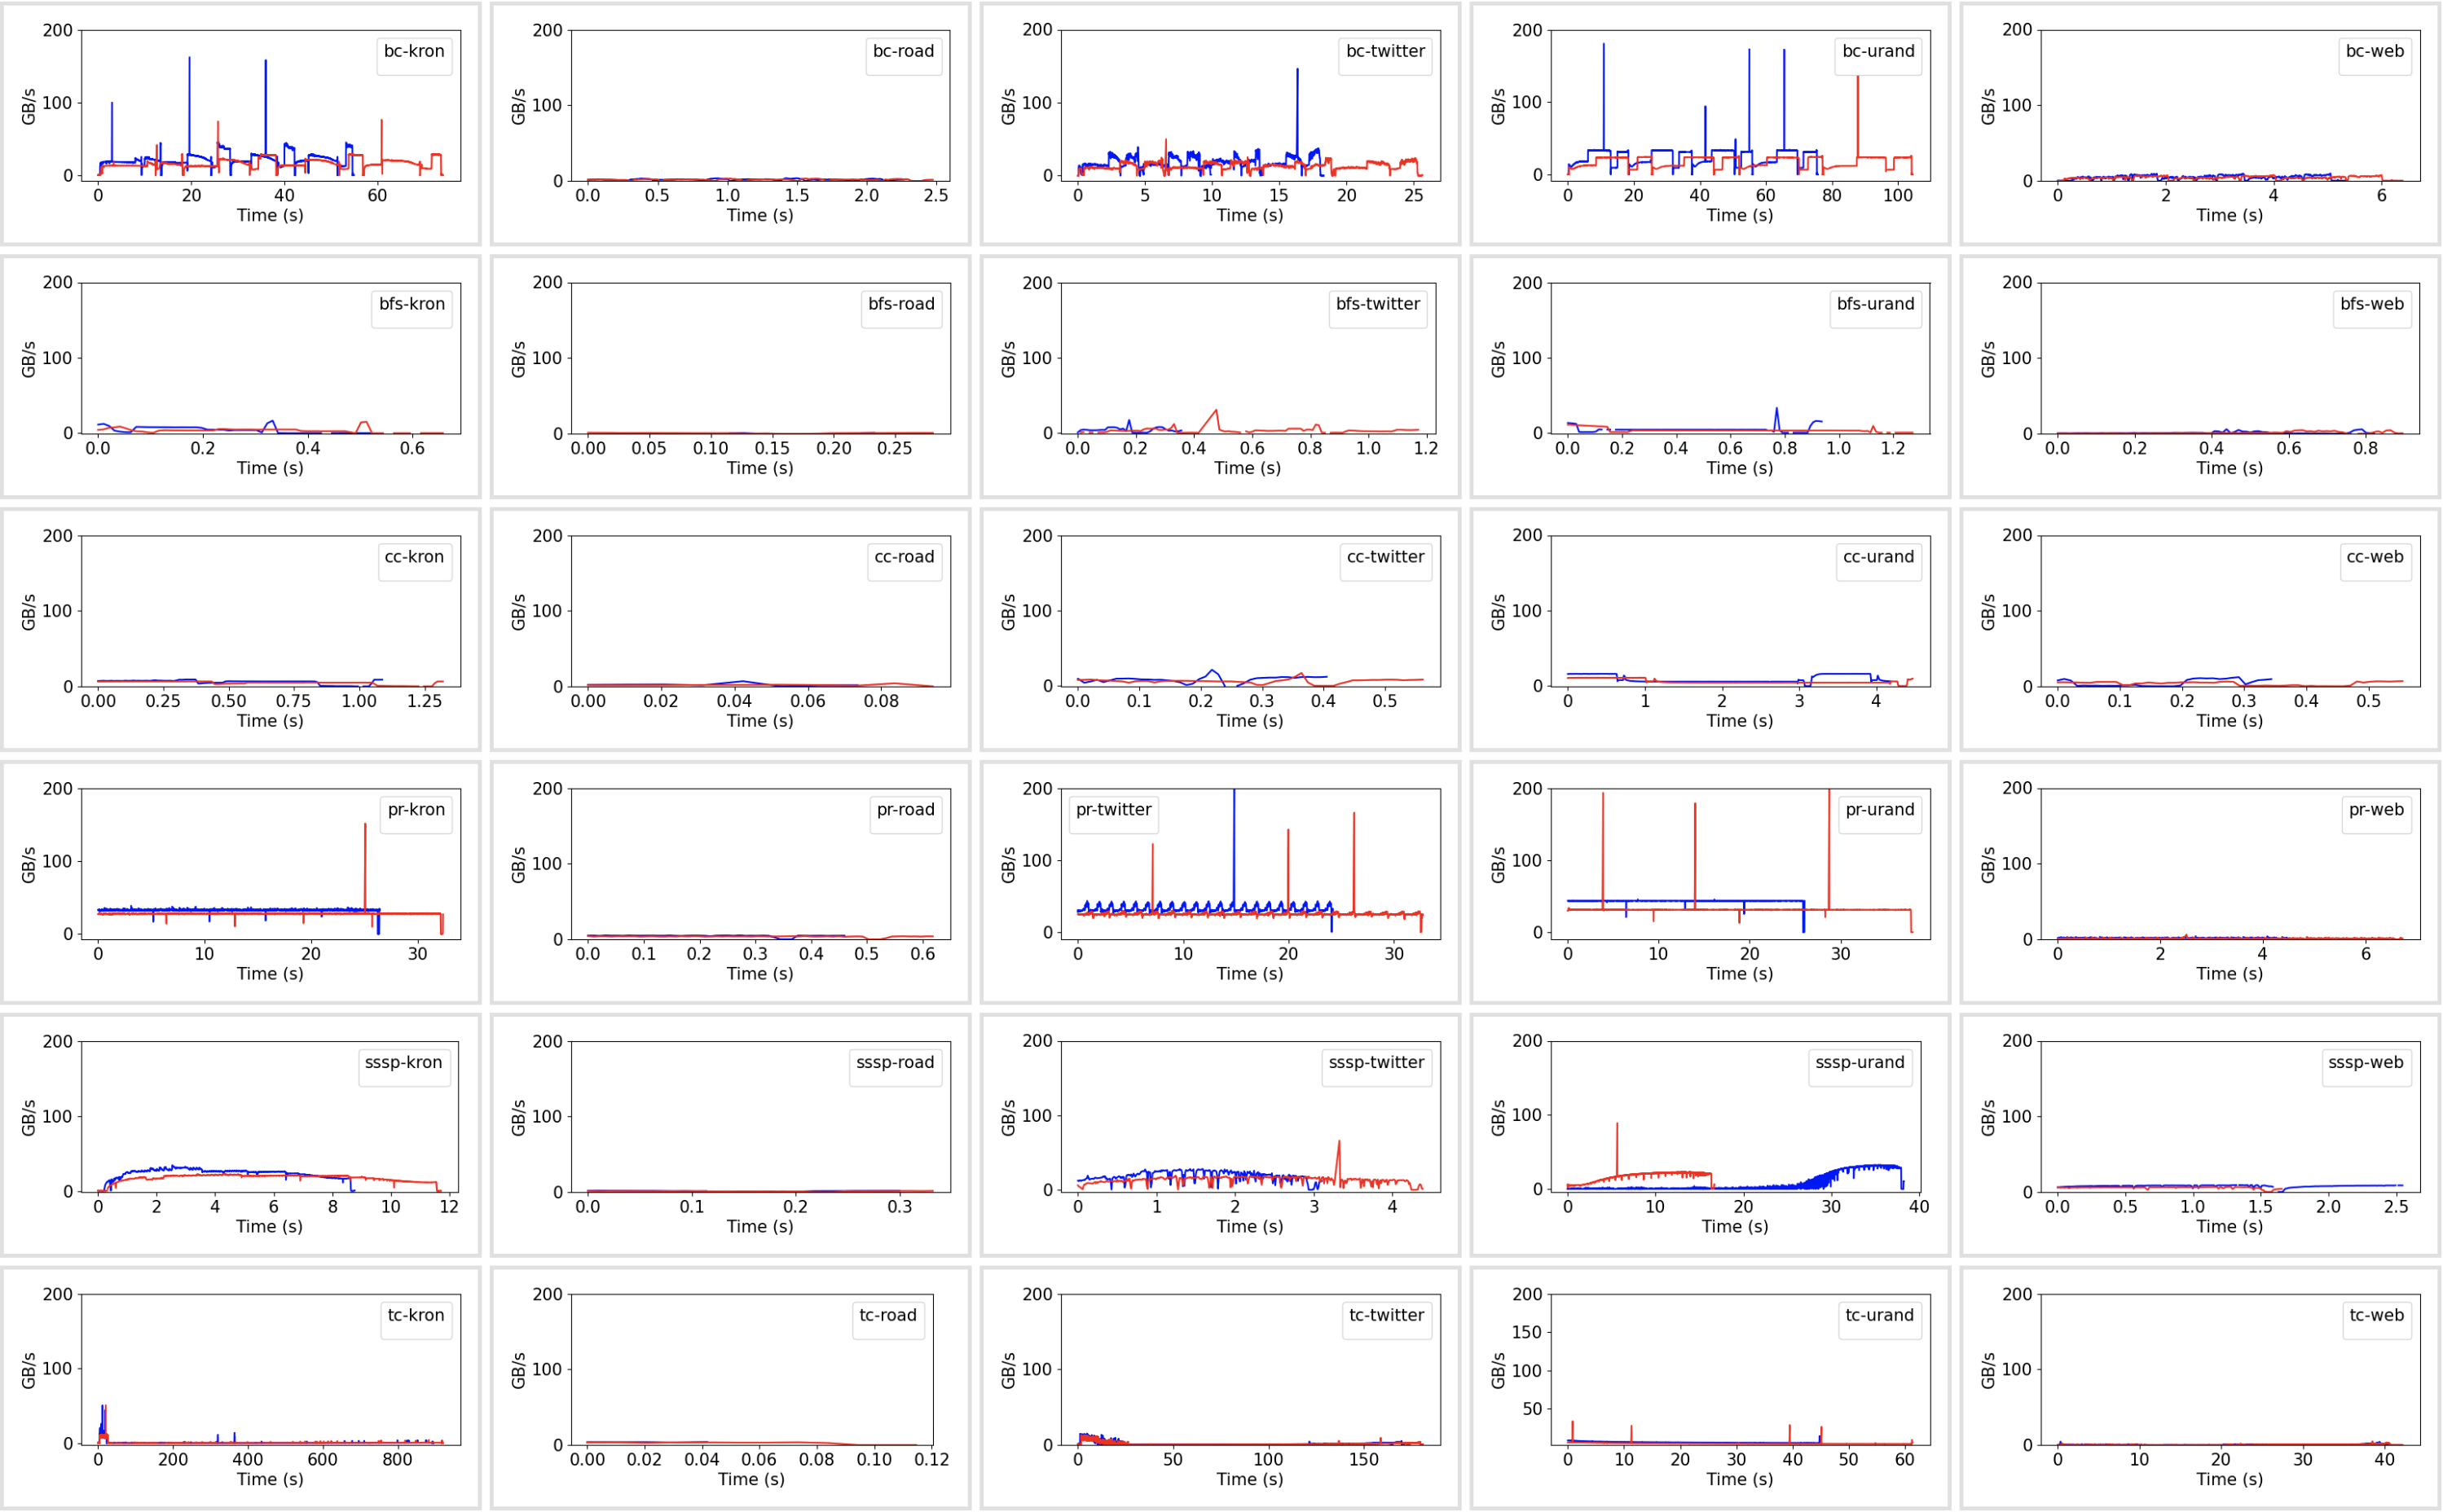 200
bc-kron
100
GB/s
0
0 20 40 60
Time (s)
200
bc-road
100
GB/s
0
0.0 0.5 1.0 1.5 2.0 2.5
Time (s)
200
bc-twitter
100
GB/s
0
0 5 10 15 20 25
Time (s)
200
bc-urand
100
GB/s
0
0 20 40 60 80 100
Time (s)
200
bc-web
100
GB/s
0
0 2 4 6
Time (s)
200
bfs-kron
100
GB/s
0
0.0 0.2 0.4 0.6
Time (s)
200
bfs-road
100
GB/s
0
0.00 0.05 0.10 0.15 0.20 0.25
Time (s)
200
bfs-twitter
100
GB/s
0
0.0 0.2 0.4 0.6 0.8 1.0 1.2
Time (s)
200
bfs-urand
100
GB/s
0
0.0 0.2 0.4 0.6 0.8 1.0 1.2
Time (s)
200
bfs-web
100
GB/s
0
0.0 0.2 0.4 0.6 0.8
Time (s)
200
cc-kron
100
GB/s
0
0.00 0.25 0.50 0.75 1.00 1.25
Time (s)
200
cc-road
100
GB/s
0
0.00 0.02 0.04 0.06 0.08
Time (s)
200
cc-twitter
100
GB/s
0
0.0 0.1 0.2 0.3 0.4 0.5
Time (s)
200
cc-urand
100
GB/s
0
0 1 2 3 4
Time (s)
200
cc-web
100
GB/s
0
0.0 0.1 0.2 0.3 0.4 0.5
Time (s)
200
pr-kron
100
GB/s
0
0 10 20 30
Time (s)
200
pr-road
100
GB/s
0
0.0 0.1 0.2 0.3 0.4 0.5 0.6
Time (s)
200
pr-twitter
100
GB/s
0
0 10 20 30
Time (s)
200
pr-urand
100
GB/s
0
0 10 20 30
Time (s)
200
pr-web
100
GB/s
0
0 2 4 6
Time (s)
200
sssp-kron
100
GB/s
0
0 2 4 6 8 10 12
Time (s)
200
sssp-road
100
GB/s
0
0.0 0.1 0.2 0.3
Time (s)
200
sssp-twitter
100
GB/s
0
0 1 2 3 4
Time (s)
200
sssp-urand
100
GB/s
0
0 10 20 30 40
Time (s)
200
sssp-web
100
GB/s
0
0.0 0.5 1.0 1.5 2.0 2.5
Time (s)
200
tc-kron
100
GB/s
0
0 200 400 600 800
Time (s)
200
tc-road
100
GB/s
0
0.00 0.02 0.04 0.06 0.08 0.10 0.12
Time (s)
200
tc-twitter
100
GB/s
0
0 50 100 150
Time (s)
200
tc-urand
150
100
GB/s
50
0 10 20 30 40 50 60
Time (s)
200
tc-web
100
GB/s
0
0 10 20 30 40
Time (s)